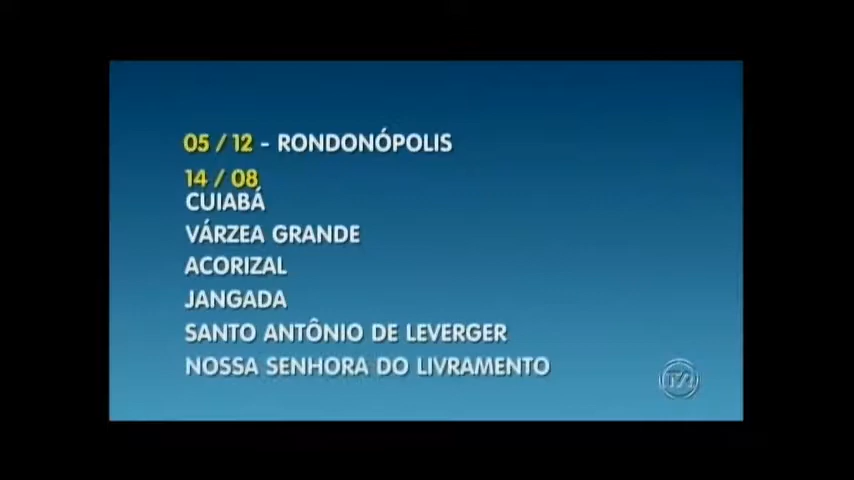 05 / 12 - RONDONÓPOLIS
14 / 08
CUIABÁ
VÁRZEA GRANDE
ACORIZAL
JANGADA
SANTO ANTÔNIO DE LEVERGER
NOSSA SENHORA DO LIVRAMENTO